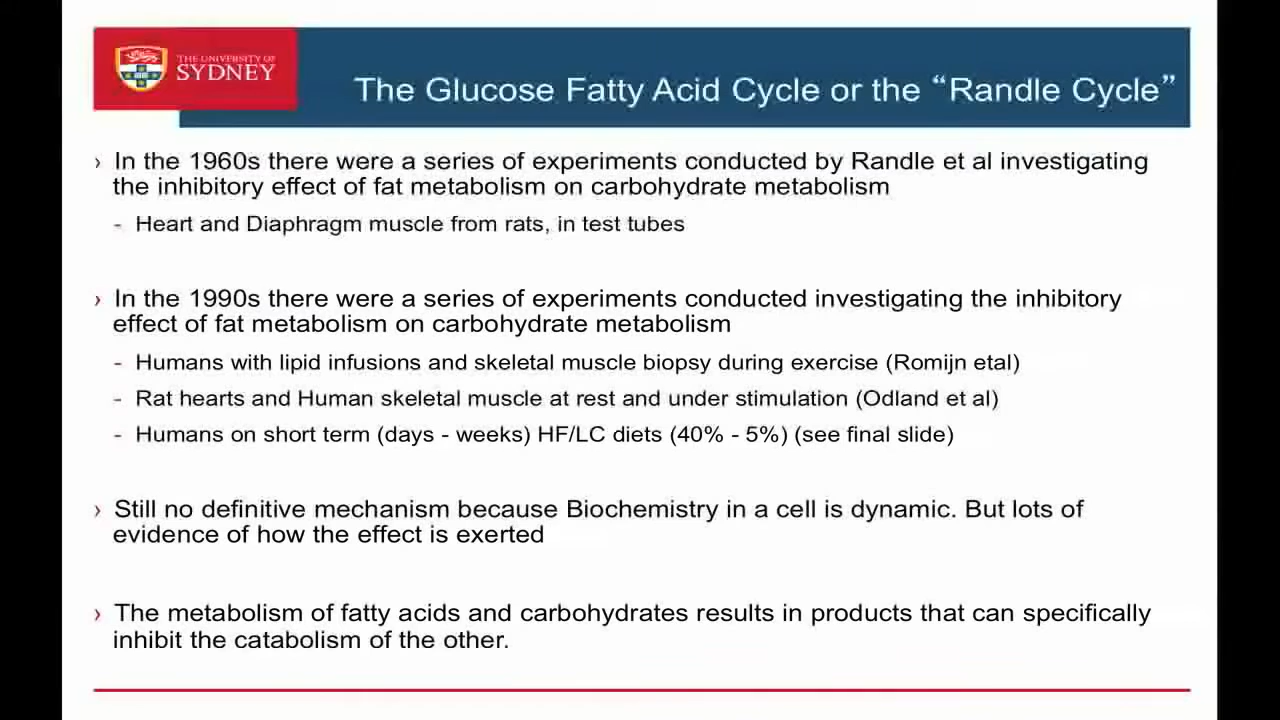 THE UNIVERSITY OF
SYDNEY
The Glucose Fatty Acid Cycle or the “Randle Cycle”
› In the 1960s there were a series of experiments conducted by Randle et al investigating
the inhibitory effect of fat metabolism on carbohydrate metabolism
- Heart and Diaphragm muscle from rats, in test tubes
› In the 1990s there were a series of experiments conducted investigating the inhibitory
effect of fat metabolism on carbohydrate metabolism
- Humans with lipid infusions and skeletal muscle biopsy during exercise (Romijn etal)
- Rat hearts and Human skeletal muscle at rest and under stimulation (Odland et al)
- Humans on short term (days - weeks) HF/LC diets (40% - 5%) (see final slide)
› Still no definitive mechanism because Biochemistry in a cell is dynamic. But lots of
evidence of how the effect is exerted
› The metabolism of fatty acids and carbohydrates results in products that can specifically
inhibit the catabolism of the other.